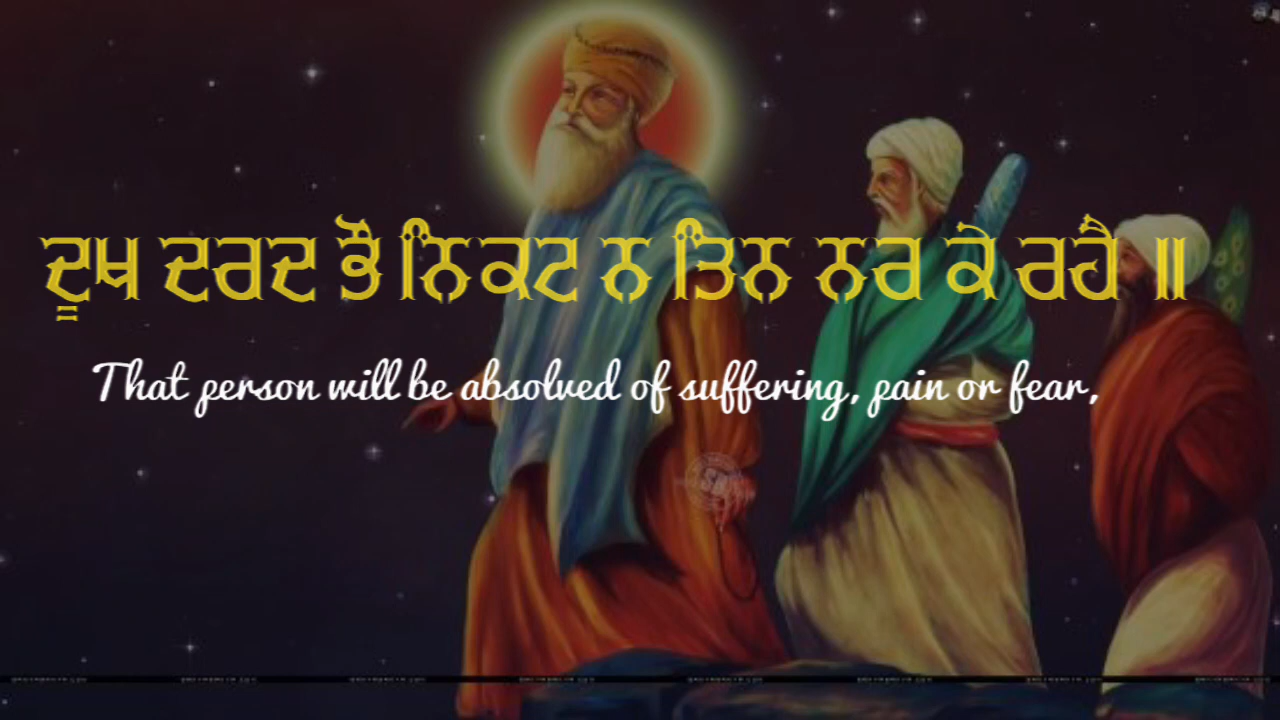 ਦੂਖ ਦਰਦ ਭੌ ਨਿਕਟ ਨ ਤਿਨ ਨਰ ਕੇ ਰਹੈ ॥
That person will be absolved of suffering, pain or fear,